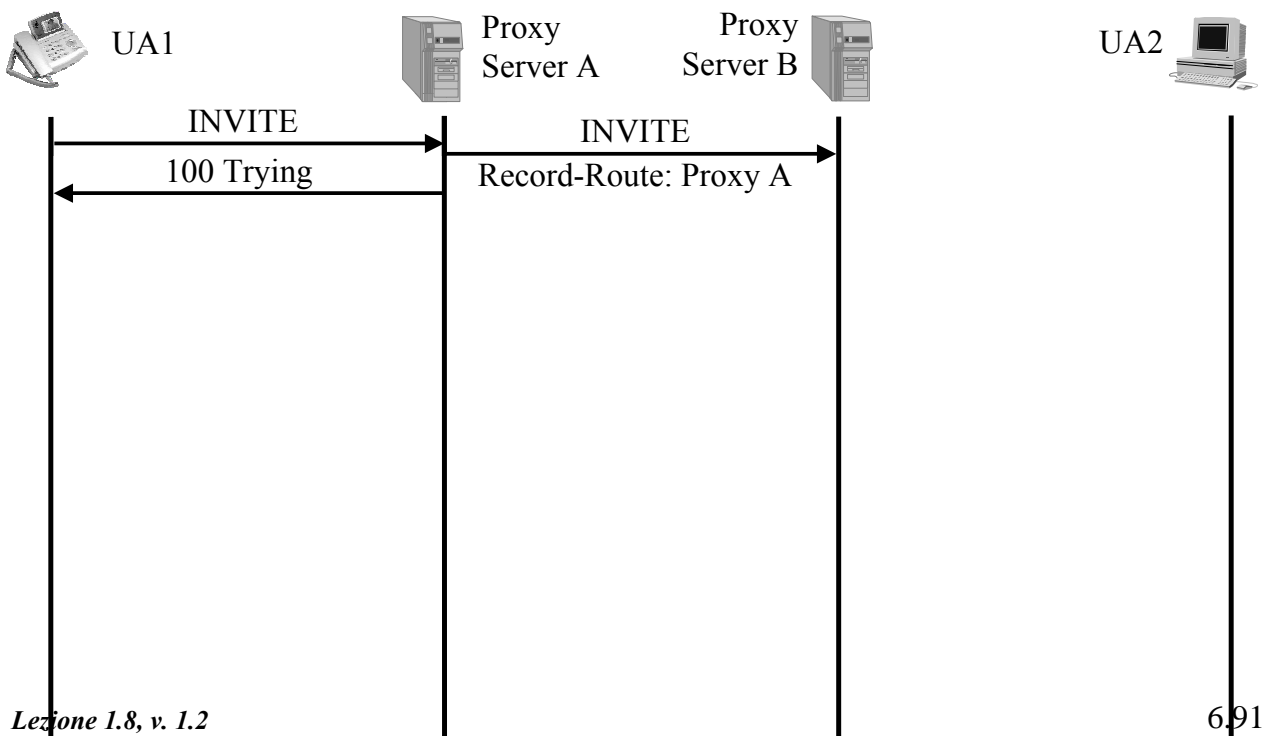 UA1
Proxy
Server A
Proxy
Server B
UA2
INVITE
INVITE
100 Trying
Record-Route: Proxy A
Lezione 1.8, v. 1.2
6.91